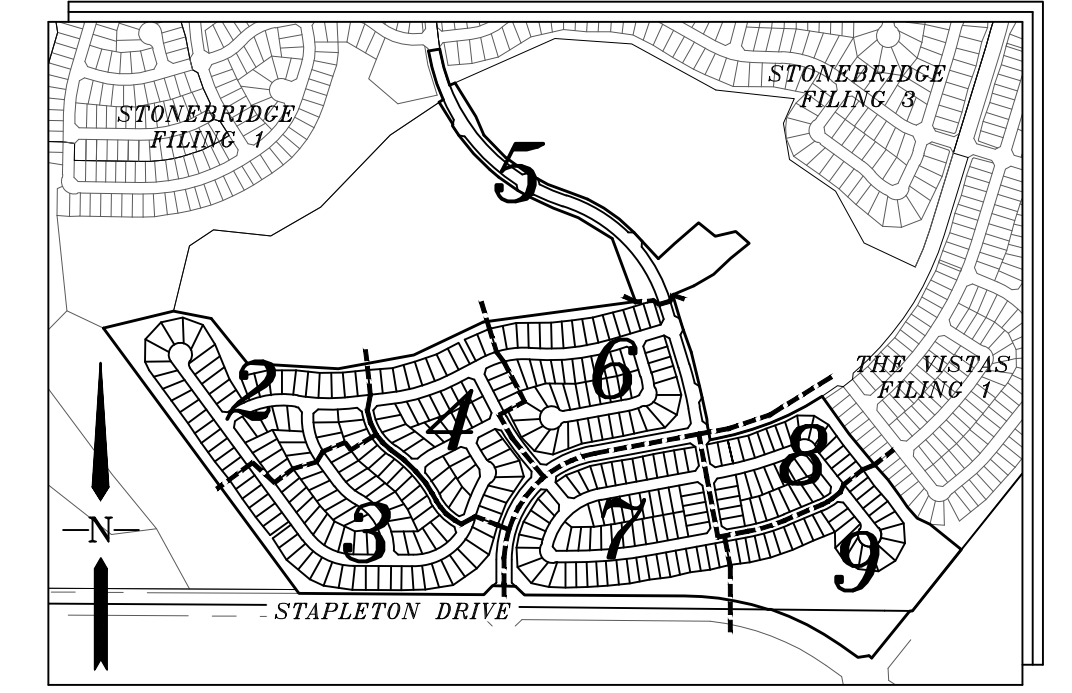 STONEBRIDGE
FILING 3
STONEBRIDGE
FILING 1
5
6
THE VISTAS
FILING 1
2
4
8
7
3
N
9
STAPLETON DRIVE